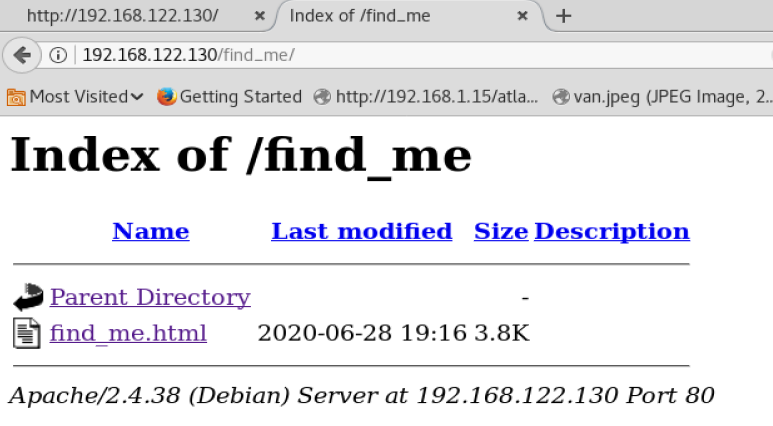 http://192.168.122.130/ × Index of /find_me × +
192.168.122.130/find_me/
Most Visited Getting Started http://192.168.1.15/atla... van.jpeg (JPEG Image, 2...
Index of /find_me
Name Last modified Size Description
Parent Directory -
find_me.html 2020-06-28 19:16 3.8K
Apache/2.4.38 (Debian) Server at 192.168.122.130 Port 80